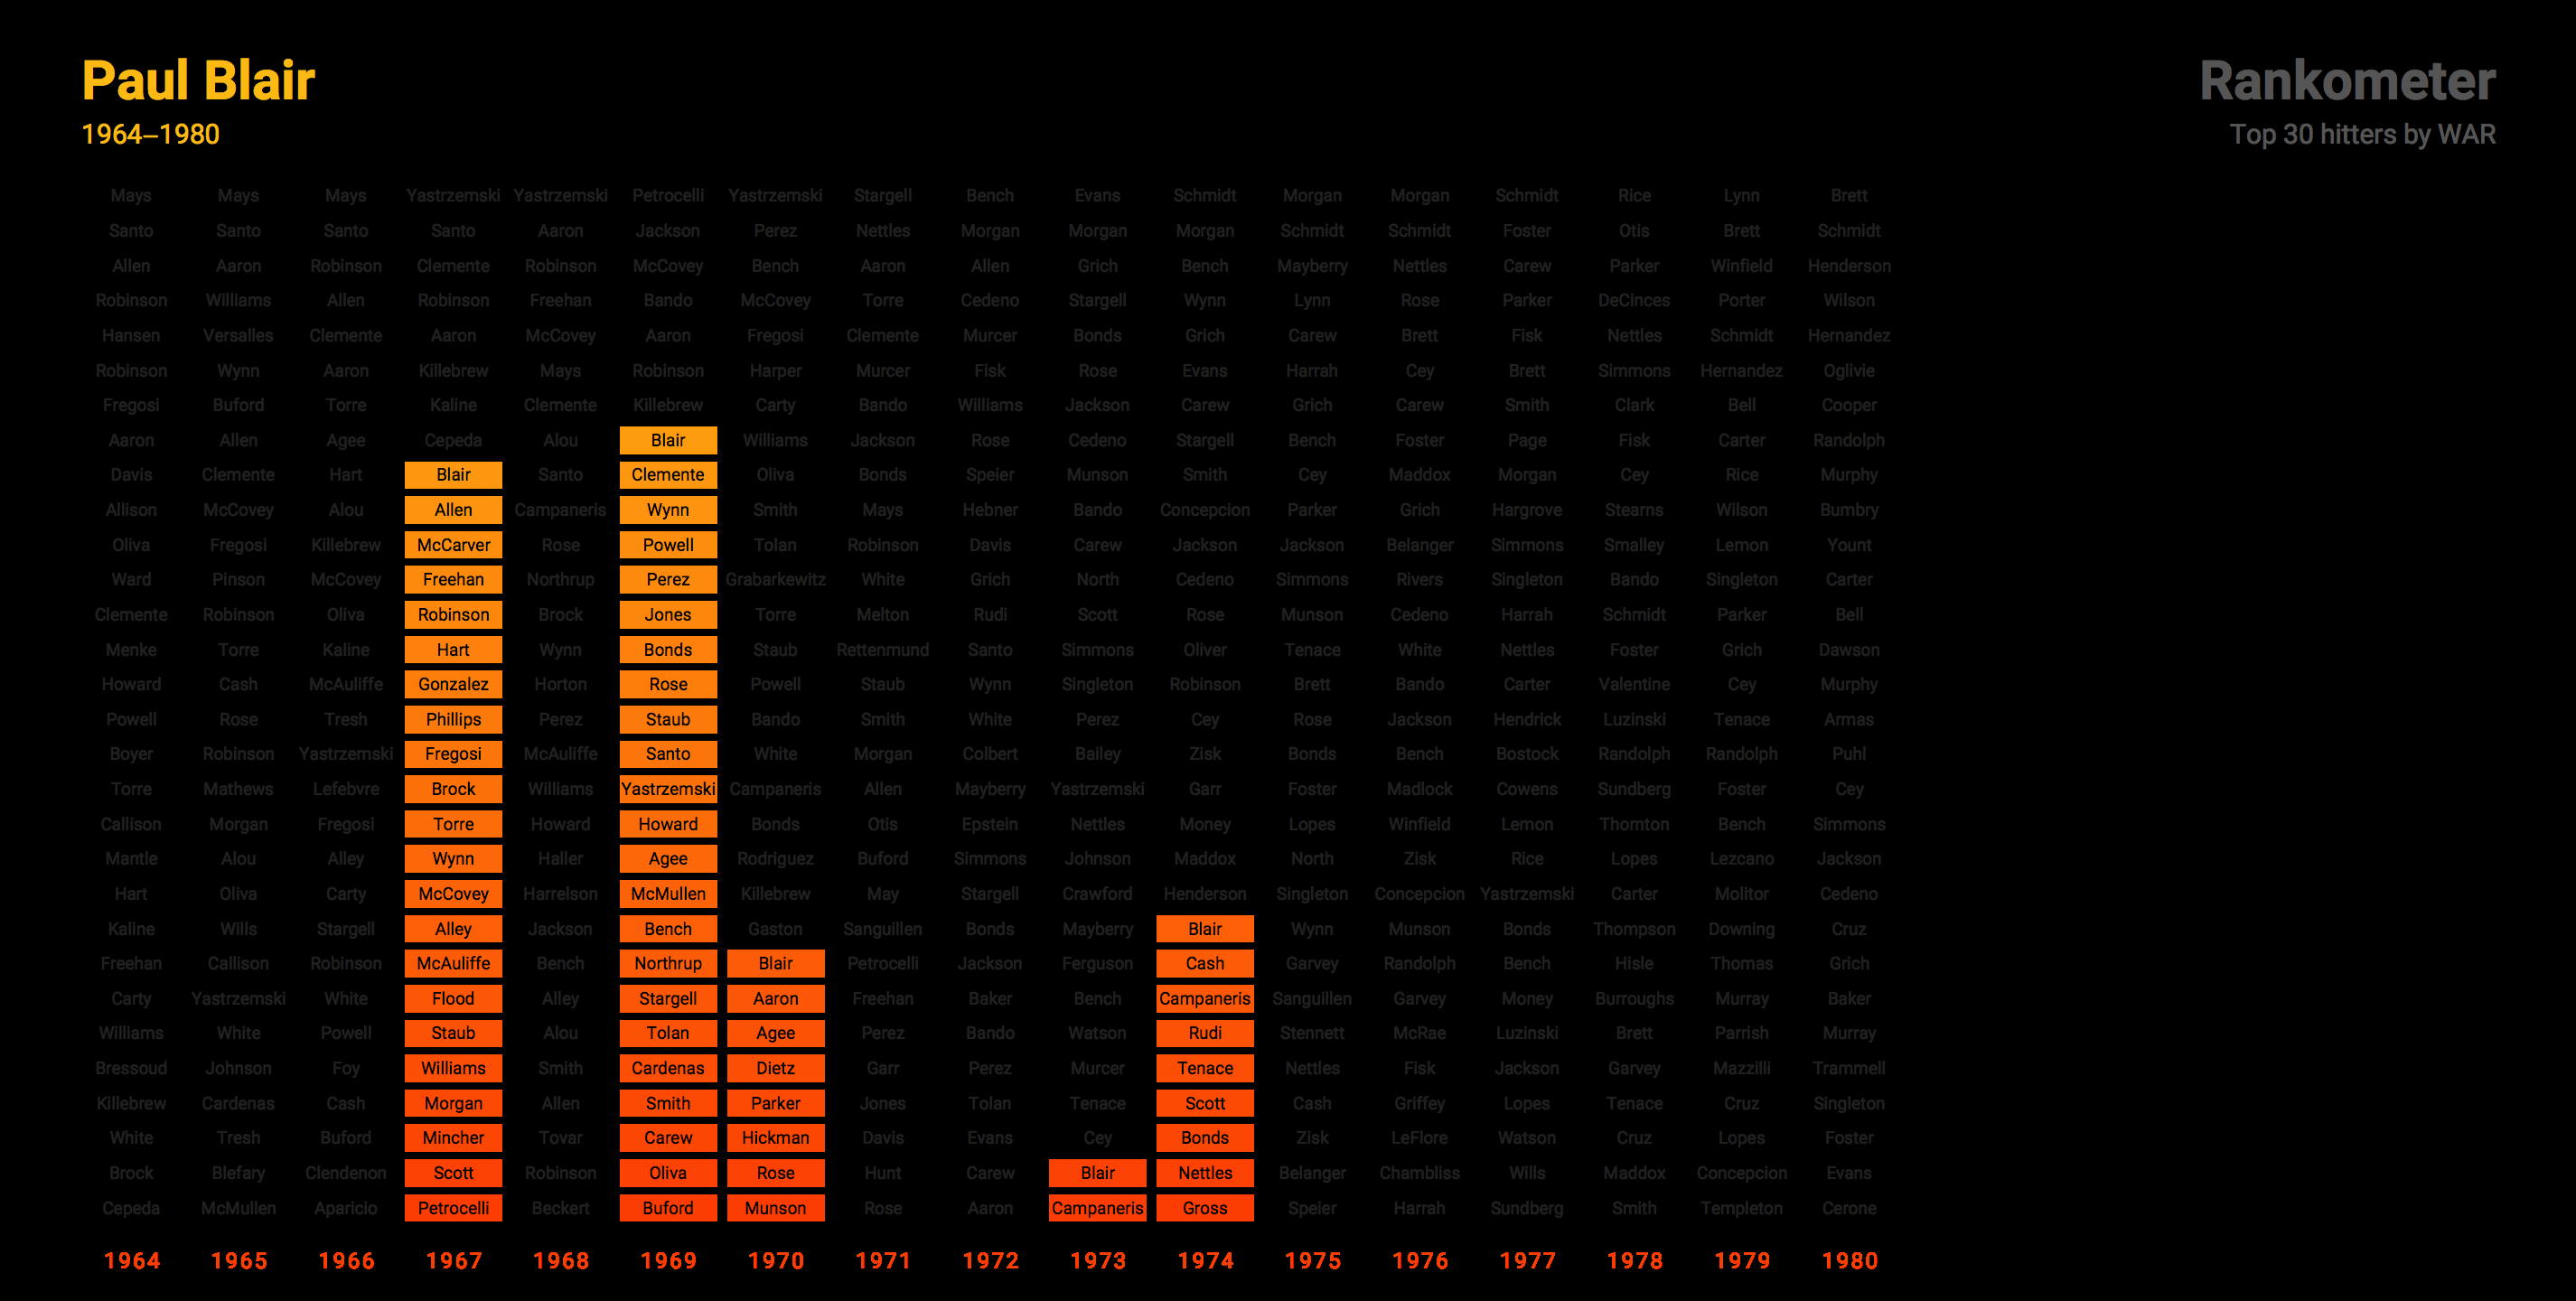 Paul Blair
1964–1980
Rankometer
Top 30 hitters by WAR
Mays Mays Mays Yastrzemski Yastrzemski Petrocelli Yastrzemski Stargell Bench Evans Schmidt Morgan Morgan Schmidt Rice Lynn Brett
Santo Santo Santo Santo Aaron Jackson Perez Nettles Morgan Morgan Morgan Schmidt Schmidt Foster Otis Brett Schmidt
Allen Aaron Robinson Clemente Robinson McCovey Bench Aaron Allen Grich Bench Mayberry Nettles Carew Parker Winfield Henderson
Robinson Williams Allen Robinson Freehan Bando McCovey Torre Cedeno Stargell Wynn Lynn Rose Parker DeCinces Porter Wilson
Hansen Versalles Clemente Aaron McCovey Aaron Fregosi Clemente Murcer Bonds Grich Carew Brett Fisk Nettles Schmidt Hernandez
Robinson Wynn Aaron Killebrew Mays Robinson Harper Murcer Fisk Rose Evans Harrah Cey Brett Simmons Hernandez Oglivie
Fregosi Buford Torre Kaline Clemente Killebrew Carty Bando Williams Jackson Carew Grich Carew Smith Clark Bell Cooper
Aaron Allen Agee Cepeda Alou Blair Williams Jackson Rose Cedeno Stargell Bench Foster Page Fisk Carter Randolph
Davis Clemente Hart Blair Santo Clemente Oliva Bonds Speier Munson Smith Cey Maddox Morgan Cey Rice Murphy
Allison McCovey Alou Allen Campaneris Wynn Smith Mays Hebner Bando Concepcion Parker Grich Hargrove Stearns Wilson Bumbry
Oliva Fregosi Killebrew McCarver Rose Powell Tolan Robinson Davis Carew Jackson Jackson Belanger Simmons Smalley Lemon Yount
Ward Pinson McCovey Freehan Northrup Perez Grabarkewitz White Grich North Cedeno Simmons Rivers Singleton Bando Singleton Carter
Clemente Robinson Oliva Robinson Brock Jones Torre Melton Rudi Scott Rose Munson Cedeno Harrah Schmidt Parker Bell
Menke Torre Kaline Hart Wynn Bonds Staub Rettenmund Santo Simmons Oliver Tenace White Nettles Foster Grich Dawson
Howard Cash McAuliffe Gonzalez Horton Rose Powell Staub Wynn Singleton Robinson Brett Bando Carter Valentine Cey Murphy
Powell Rose Tresh Phillips Perez Staub Bando Smith White Perez Cey Rose Jackson Hendrick Luzinski Tenace Armas
Boyer Robinson Yastrzemski Fregosi McAuliffe Santo White Morgan Colbert Bailey Zisk Bonds Bench Bostock Randolph Randolph Puhl
Torre Mathews Lefebvre Brock Williams Yastrzemski Campaneris Allen Mayberry Yastrzemski Garr Foster Madlock Cowens Sundberg Foster Cey
Callison Morgan Fregosi Torre Howard Howard Bonds Otis Epstein Nettles Money Lopes Winfield Lemon Thornton Bench Simmons
Mantle Alou Alley Wynn Haller Agee Rodriguez Buford Simmons Johnson Maddox North Zisk Rice Lopes Lezcano Jackson
Hart Oliva Carty McCovey Harrelson McMullen Killebrew May Stargell Crawford Henderson Singleton Concepcion Yastrzemski Carter Molitor Cedeno
Kaline Wills Stargell Alley Jackson Bench Gaston Sanguillen Bonds Mayberry Blair Wynn Munson Bonds Thompson Downing Cruz
Freehan Callison Robinson McAuliffe Bench Northrup Blair Petrocelli Jackson Ferguson Cash Garvey Randolph Bench Hisle Thomas Grich
Carty Yastrzemski White Flood Alley Stargell Aaron Freehan Baker Bench Campaneris Sanguillen Garvey Money Burroughs Murray Baker
Williams White Powell Staub Alou Tolan Agee Perez Bando Watson Rudi Stennett McRae Luzinski Brett Parrish Murray
Bressoud Johnson Foy Williams Smith Cardenas Dietz Garr Perez Murcer Tenace Nettles Fisk Jackson Garvey Mazzilli Trammell
Killebrew Cardenas Cash Morgan Allen Smith Parker Jones Tolan Tenace Scott Cash Griffey Lopes Tenace Cruz Singleton
White Tresh Buford Mincher Tovar Carew Hickman Davis Evans Cey Bonds Zisk LeFlore Watson Cruz Lopes Foster
Brock Blefary Clendenon Scott Robinson Oliva Rose Hunt Carew Blair Nettles Belanger Chambliss Wills Maddox Concepcion Evans
Cepeda McMullen Aparicio Petrocelli Beckert Buford Munson Rose Aaron Campaneris Gross Speier Harrah Sundberg Smith Templeton Cerone
1964 1965 1966 1967 1968 1969 1970 1971 1972 1973 1974 1975 1976 1977 1978 1979 1980